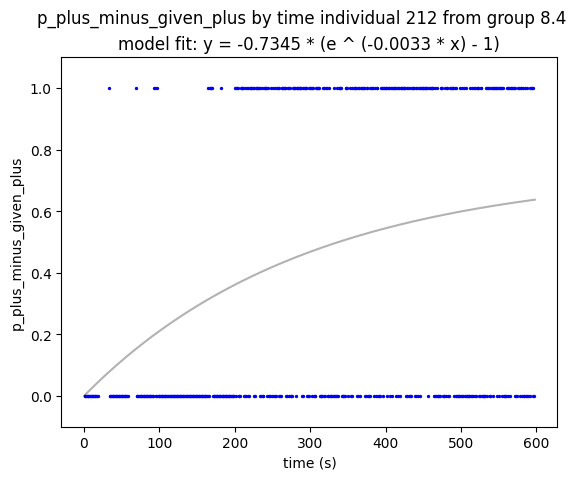 p_plus_minus_given_plus by time individual 212 from group 8.4
model fit: y = -0.7345 * (e ^ (-0.0033 * x) - 1)
p_plus_minus_given_plus
1.0
0.8
0.6
0.4
0.2
0.0
0 100 200 300 400 500 600
time (s)